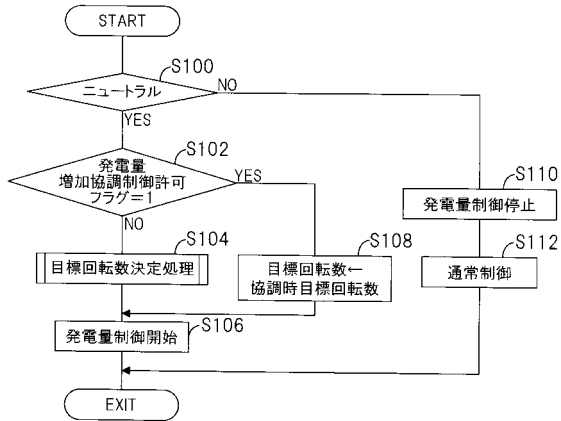 START
S100
ニュートラル
NO
YES
S102
発電量
増加協調制御許可
フラグ=1
YES
NO
S104
目標回転数決定処理
S108
目標回転数←
協調時目標回転数
S110
発電量制御停止
S112
通常制御
S106
発電量制御開始
EXIT